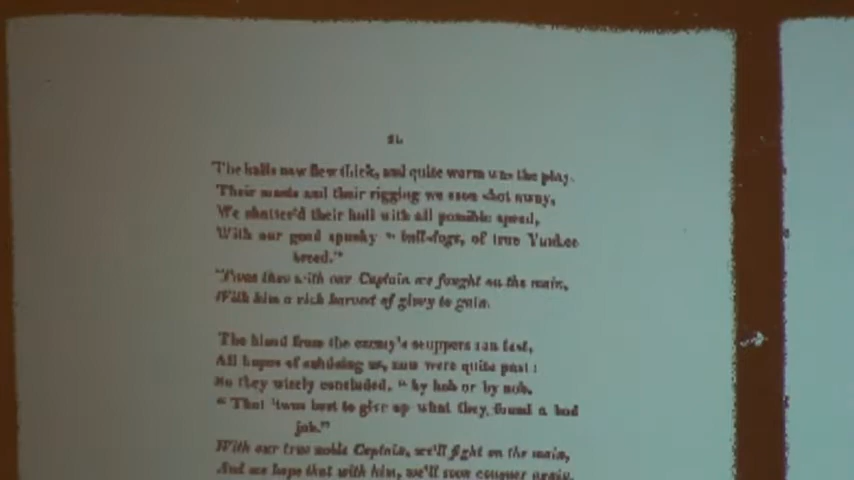 21
The balls now flew thick, and quite warm was the play.
Their masts and their rigging we soon shot away,
We shatter'd their hull with all possible speed,
With our good spunky " bull-dogs, of true Yankee
breed."
'Twas thus with our Captain we fought on the main,
With him a rich harvest of glory to gain.
The blood from the enemy's scuppers ran fast,
All hopes of subduing us, now were quite past :
So they wisely concluded, " by hob or by nob,
" That 'twas best to give up what they found a bad
job."
With our true noble Captain, we'll fight on the main,
And we hope that with him, we'll soon conquer again.